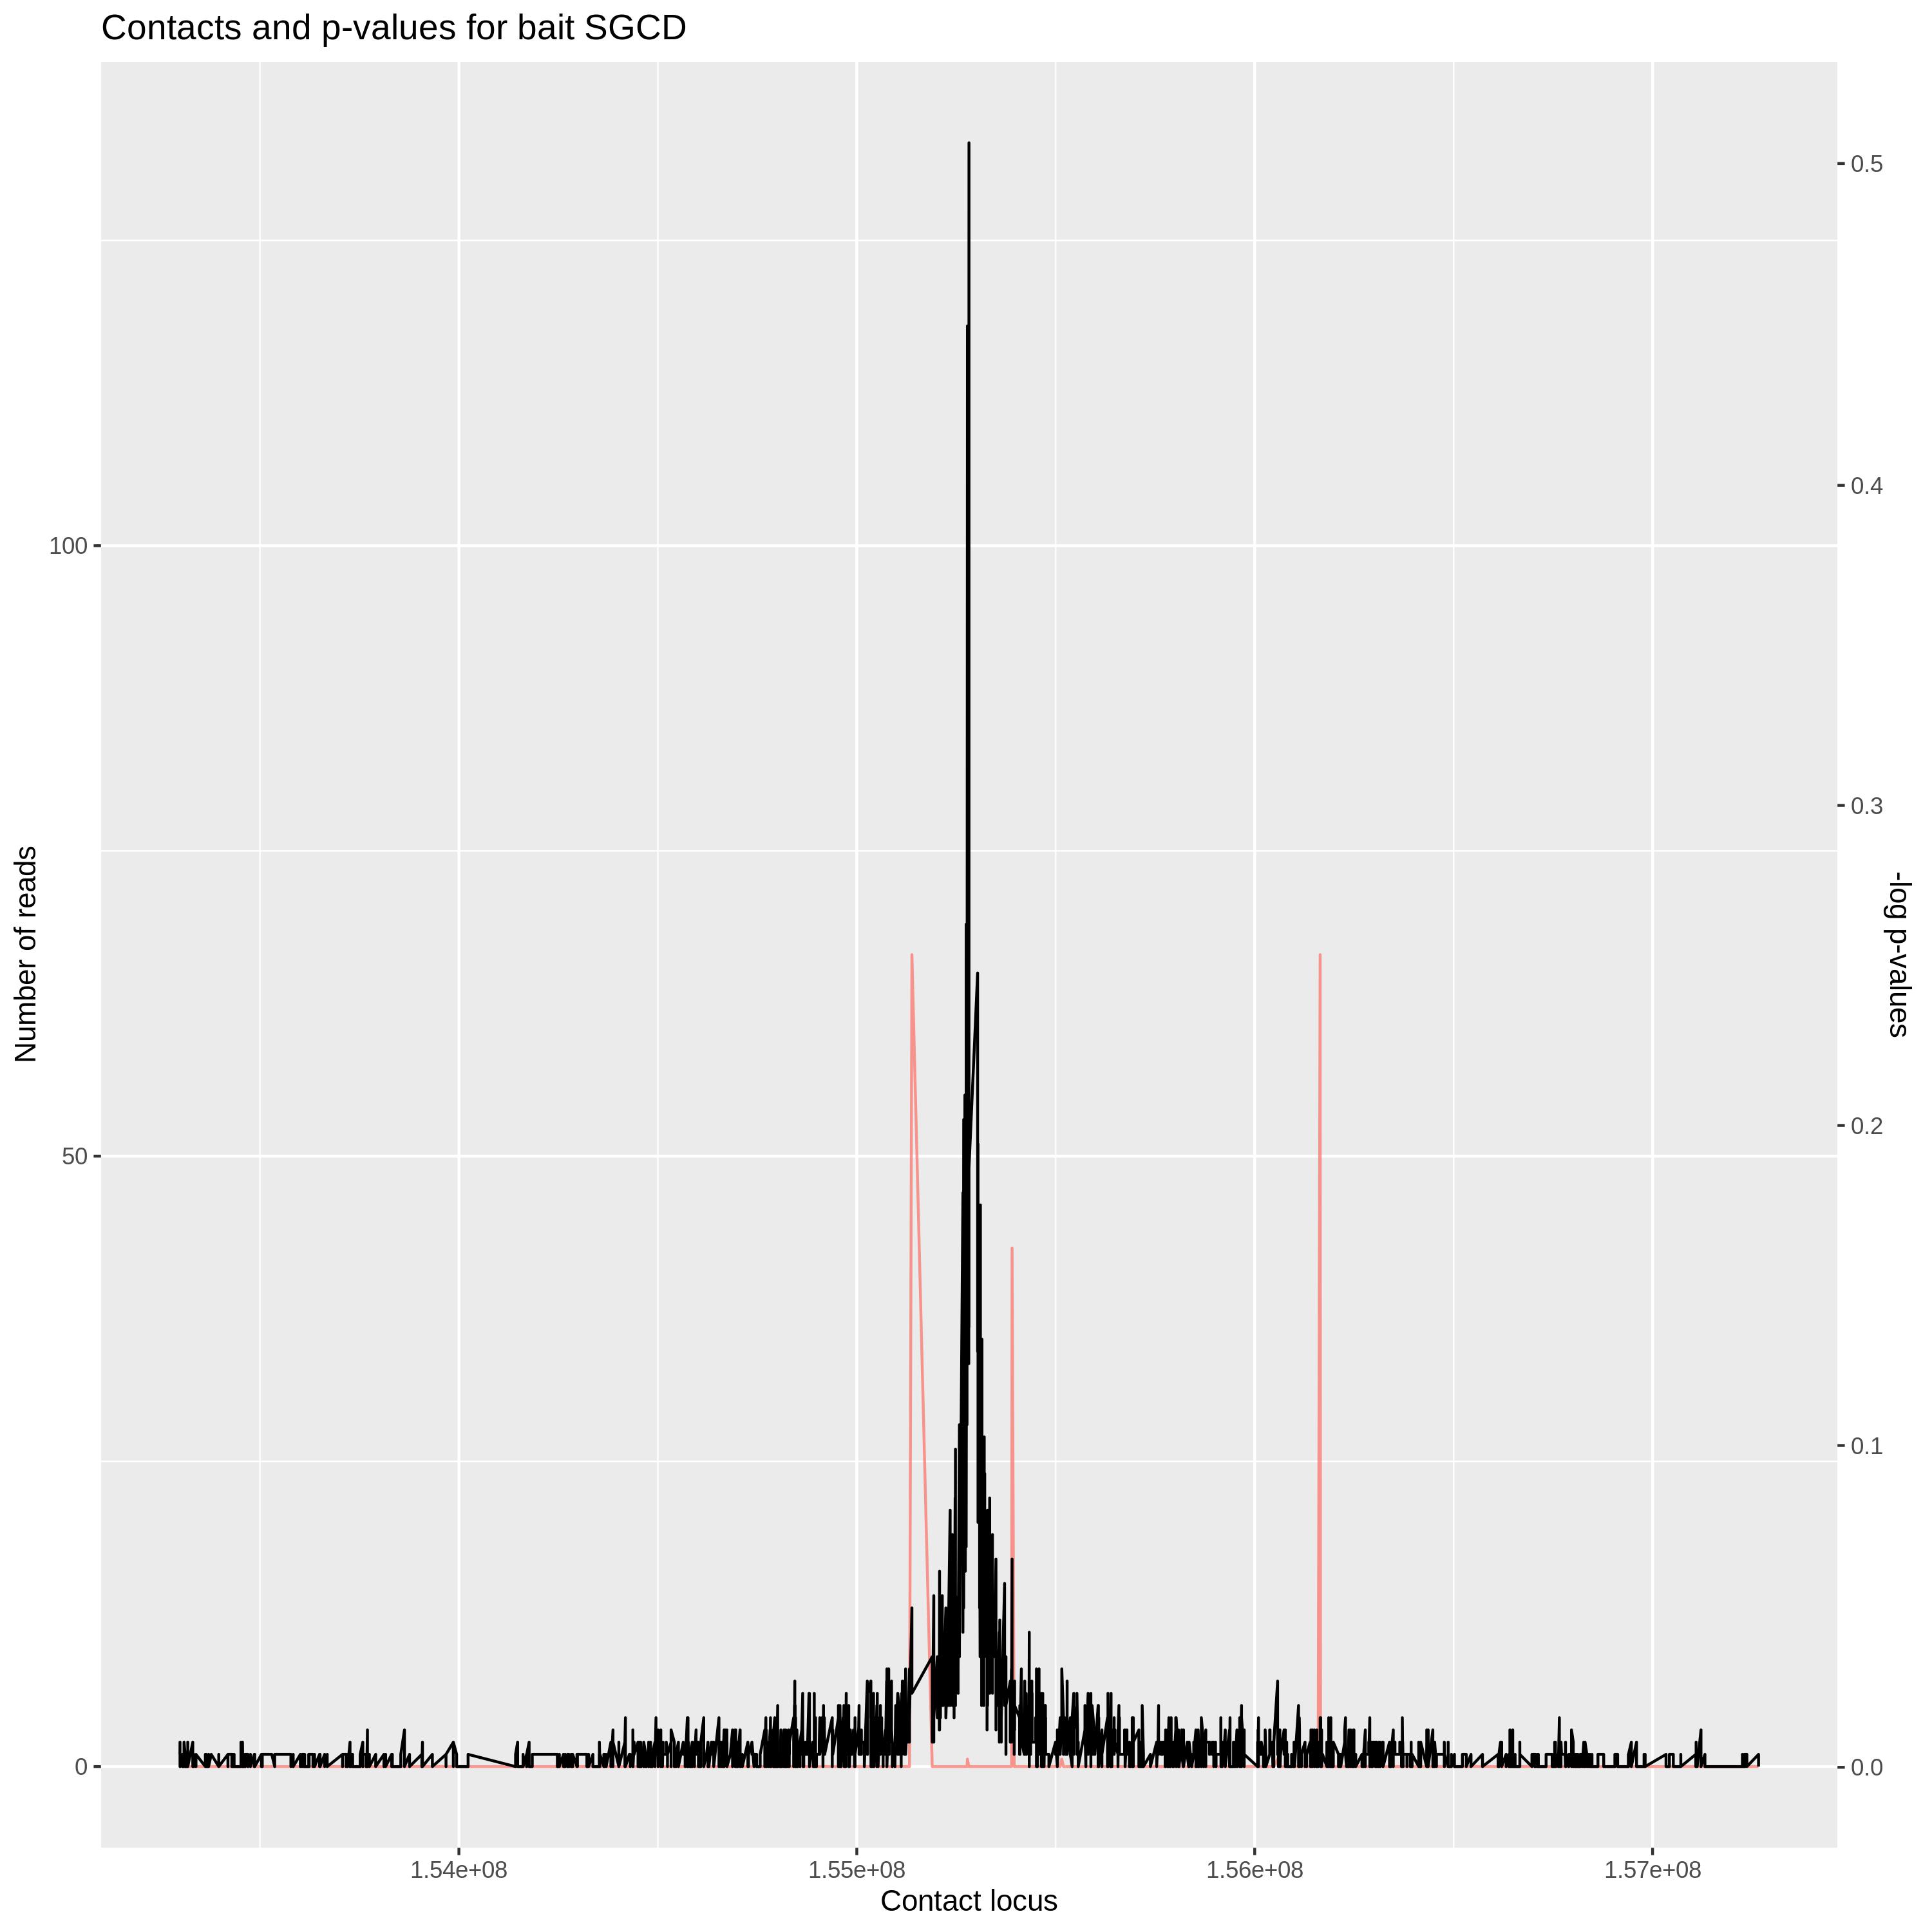 Contacts and p-values for bait SGCD
Number of reads
100
50
0
0.5
0.4
0.3
0.2
0.1
0.0
-log p-values
1.54e+08
1.55e+08
1.56e+08
1.57e+08
Contact locus